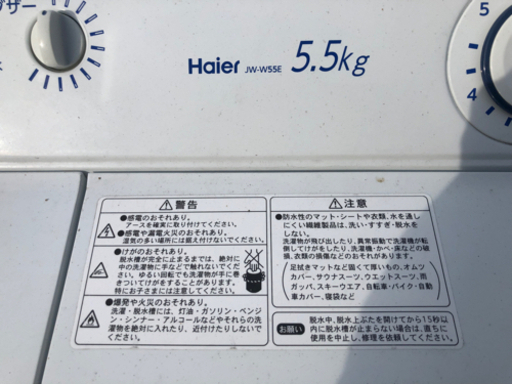 ブザー
5
4
Haier JW-W55E 5.5kg
⚠警告
●感電のおそれあり。
アースを確実に取り付けてください。
●感電や漏電火災のおそれあり。
湿気の多い場所には据え付けないでください。
●けがのおそれあり。
脱水槽が完全に止まるまでは、絶対に
中の洗濯物に手などで触れないでくだ
さい。ゆるい回転でも洗濯物が手にま
きついてけがをするおそれがあります。
特にお子さまには注意してください。
●爆発や火災のおそれあり。
洗濯・脱水槽には、灯油・ガソリン・ベンジ
ン・シンナー・アルコールなどやそれらの洗
濯物を絶対に入れたり、近付けたりしないで
ください。
⚠注意
●防水性のマット・シートや衣類、水を通し
にくい繊維製品は、洗い・すすぎ・脱水を
しない。
洗濯物が飛び出したり、異常振動で洗濯機が転
倒してけがをしたり、洗濯機・かべ・床などの破
損、衣類の損傷や水漏れのおそれがあります。
足拭きマットなど固くて厚いもの、オムツ
カバー、サウナスーツ、ウエットスーツ、雨
ガッパ、スキーウエア、自転車・バイク・自動
車カバー、寝袋など
お願い 脱水中、脱水上ぶたを開けてから15秒以
内に脱水槽が止まらない場合は、直ちに
使用を中止し、修理を依頼してください。